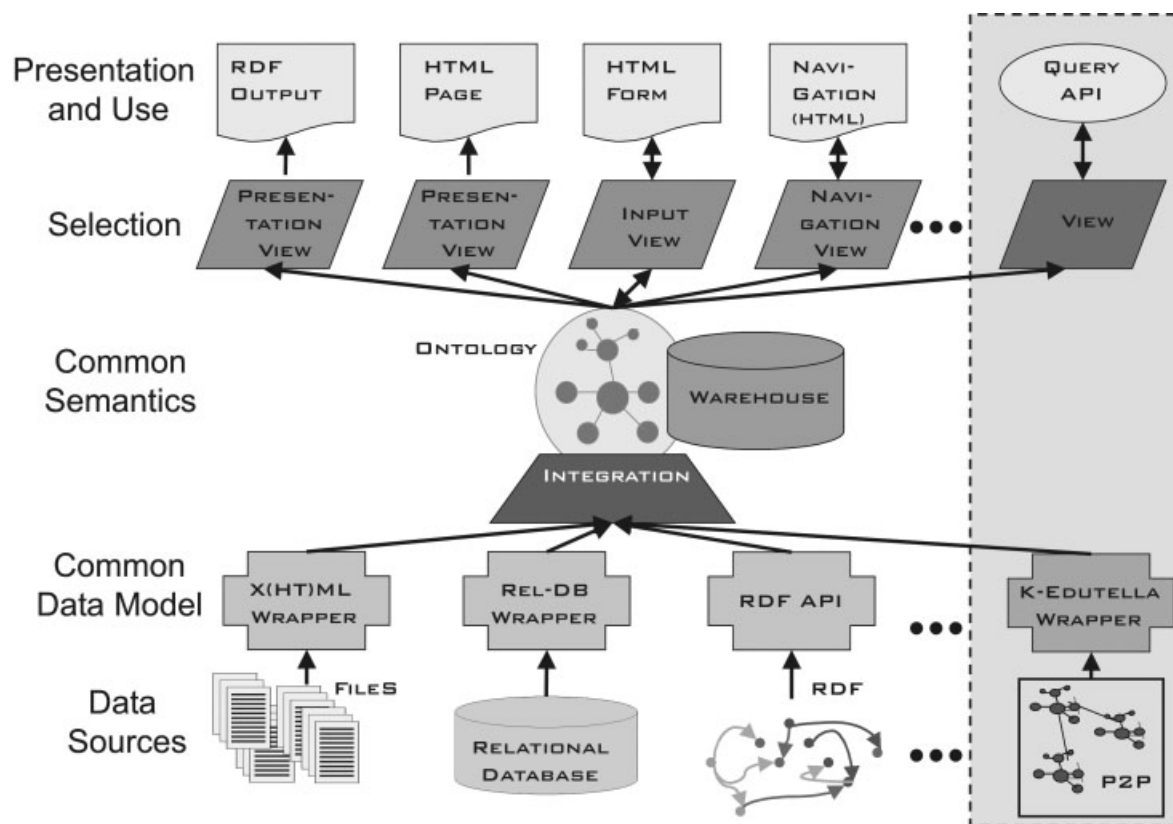 Presentation
and Use
RDF
OUTPUT
HTML
PAGE
HTML
FORM
NAVI-
GATION
(HTML)
QUERY
API
Selection
PRESEN-
TATION
VIEW
PRESEN-
TATION
VIEW
INPUT
VIEW
NAVI-
GATION
VIEW
VIEW
Common
Semantics
ONTOLOGY
WAREHOUSE
INTEGRATION
Common
Data Model
X(HT)ML
WRAPPER
REL-DB
WRAPPER
RDF API
K-EDUTELLA
WRAPPER
Data
Sources
FILES
RELATIONAL
DATABASE
RDF
P2P